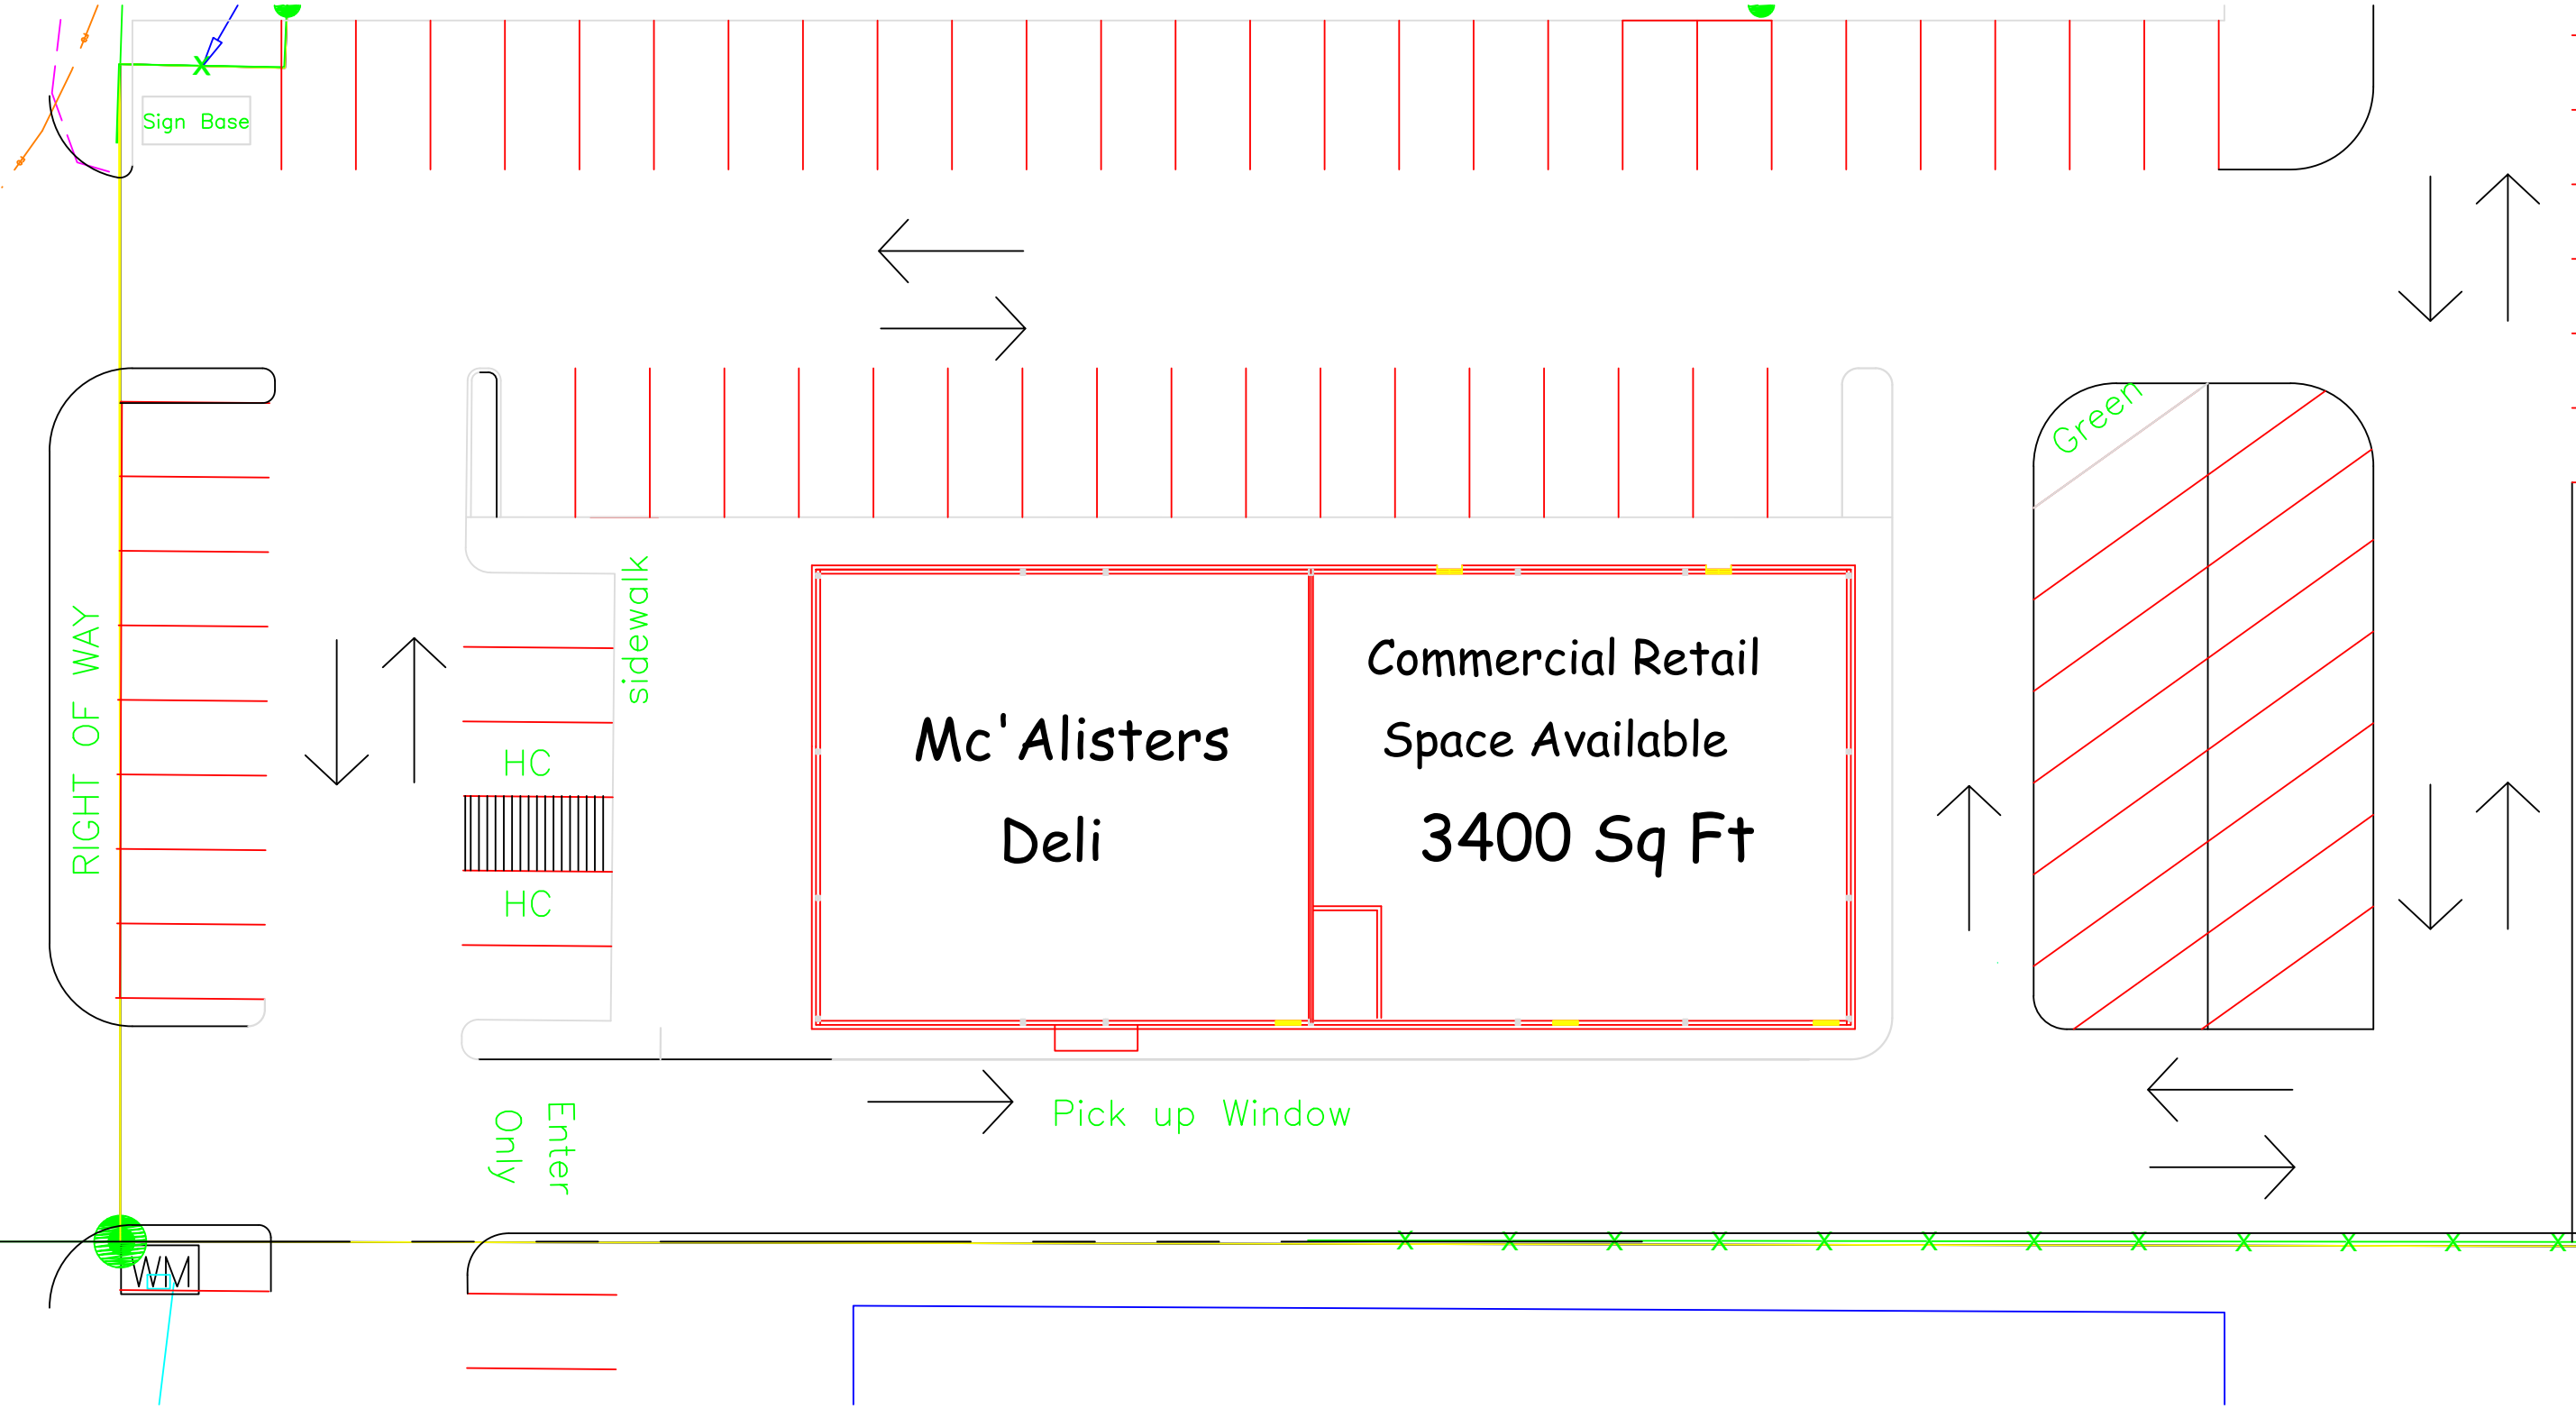 Sign Base
Green
RIGHT OF WAY
sidewalk
HC
HC
Mc'Alisters
Deli
Commercial Retail
Space Available
3400 Sq Ft
Enter
Only
Pick up Window
WM